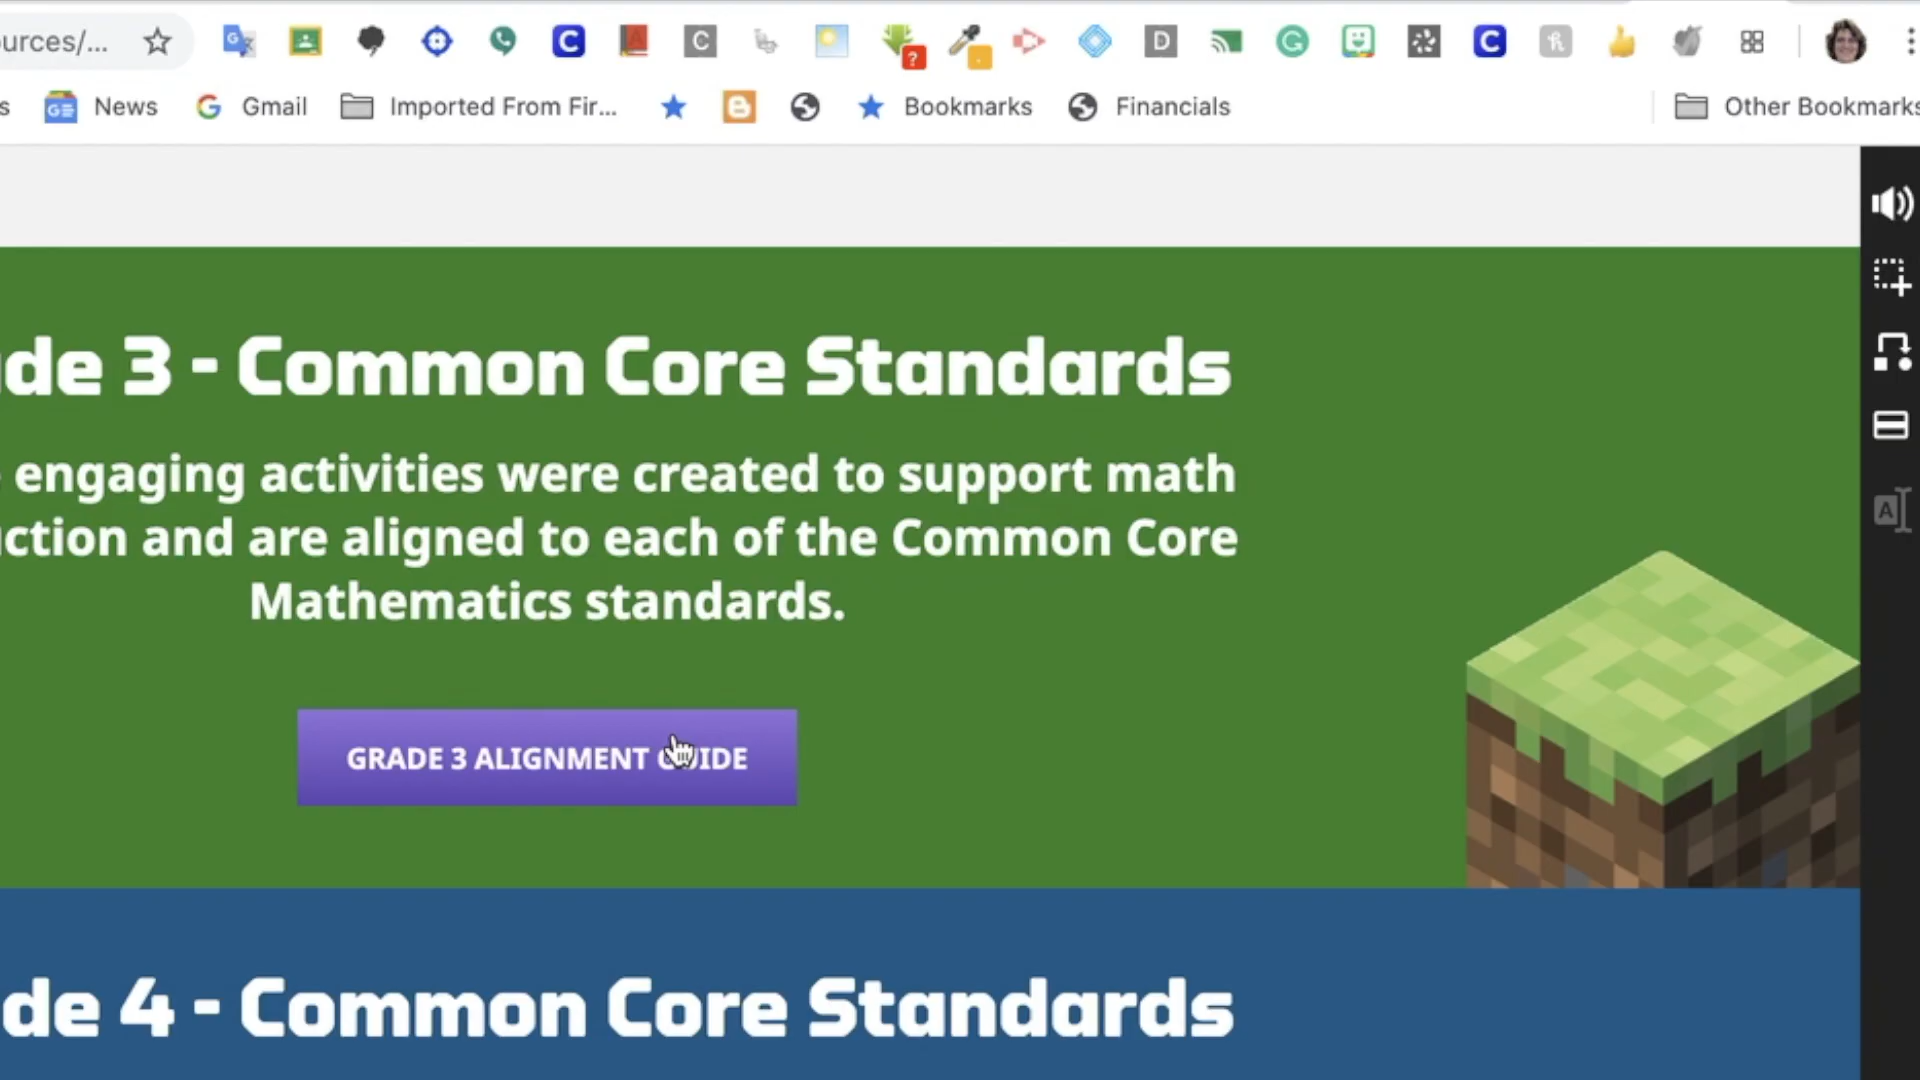 urces/...
s News Gmail Imported From Fir... Bookmarks Financials Other Bookmarks
de 3 - Common Core Standards
engaging activities were created to support math
ction and are aligned to each of the Common Core
Mathematics standards.
GRADE 3 ALIGNMENT GUIDE
de 4 - Common Core Standards